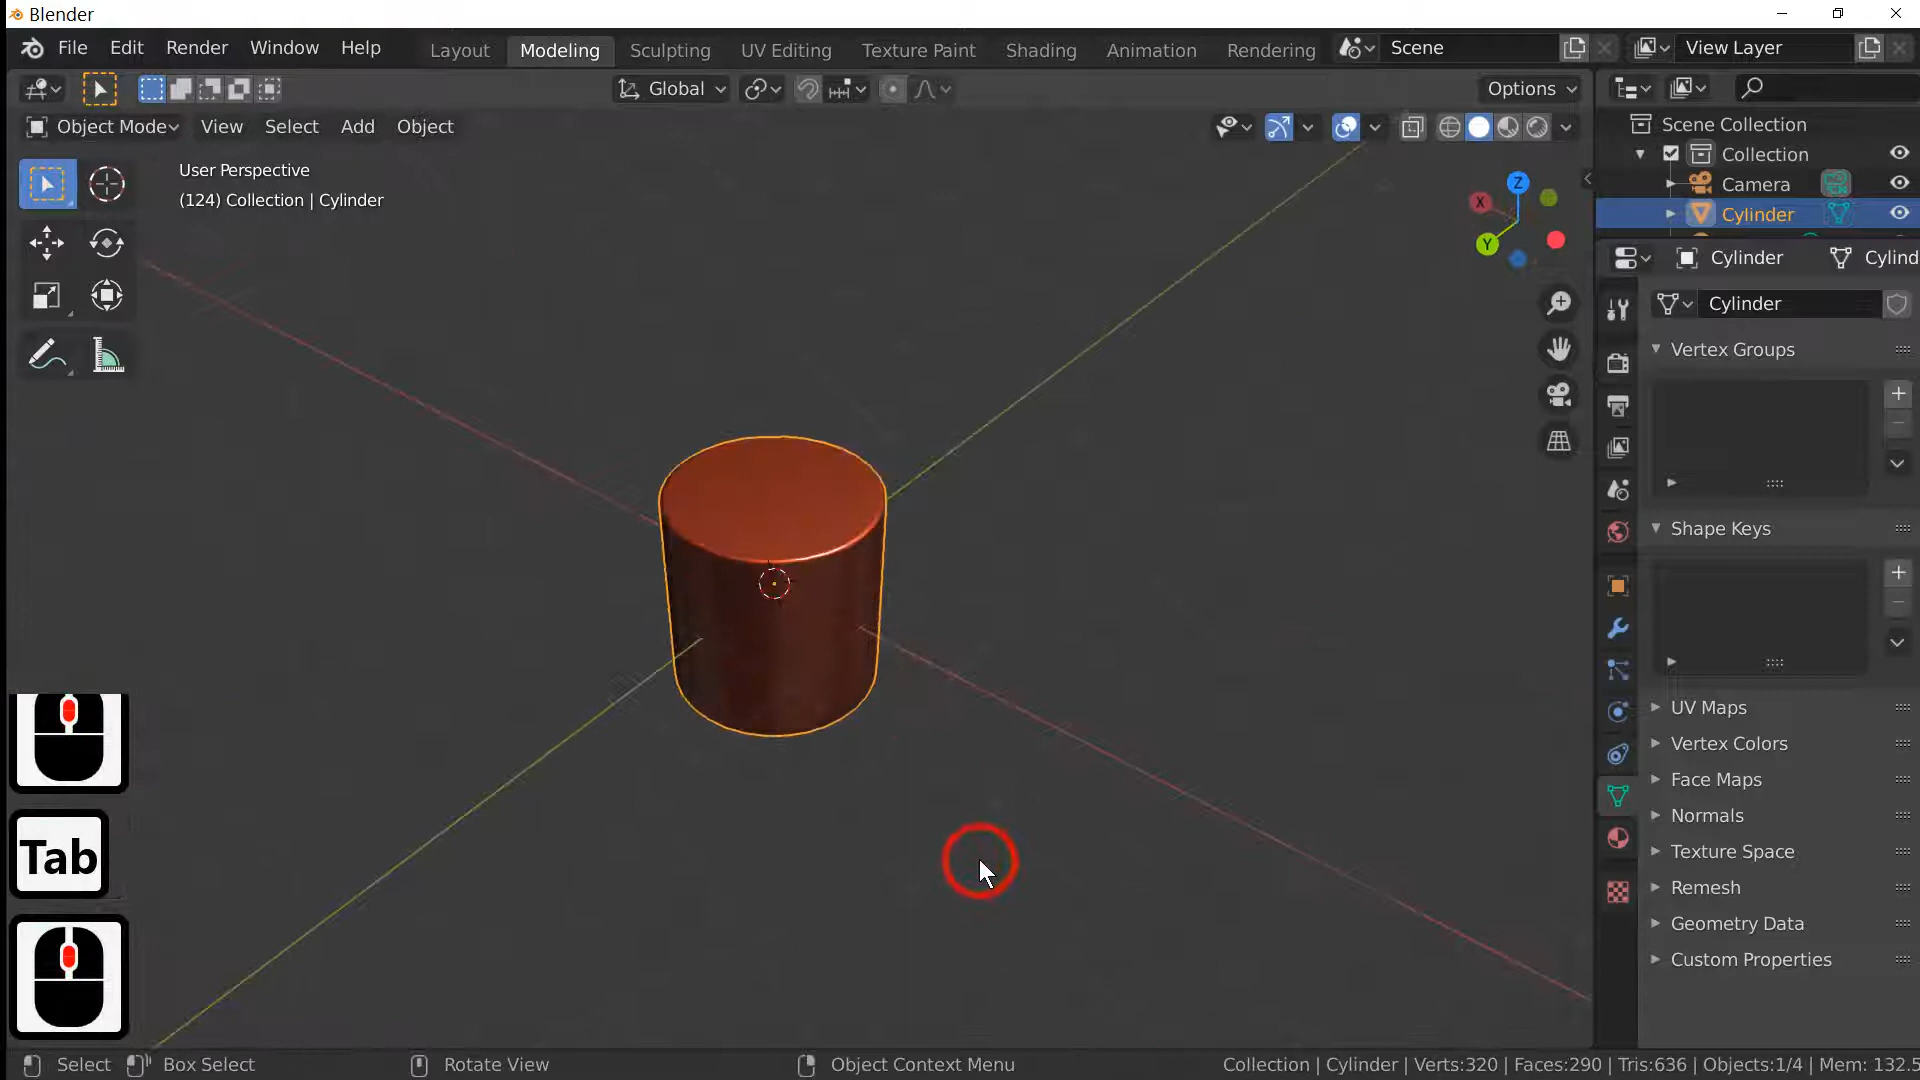 Blender
File Edit Render Window Help
Layout Modeling Sculpting UV Editing Texture Paint Shading Animation Rendering
Scene
View Layer
Global
Options
Object Mode View Select Add Object
User Perspective
(124) Collection | Cylinder
Z
X
Y
Scene Collection
Collection
Camera
Cylinder
Cylinder Cylind
Cylinder
Vertex Groups
Shape Keys
UV Maps
Vertex Colors
Face Maps
Normals
Texture Space
Remesh
Geometry Data
Custom Properties
Tab
Select Box Select Rotate View Object Context Menu Collection | Cylinder | Verts:320 | Faces:290 | Tris:636 | Objects:1/4 | Mem: 132.5